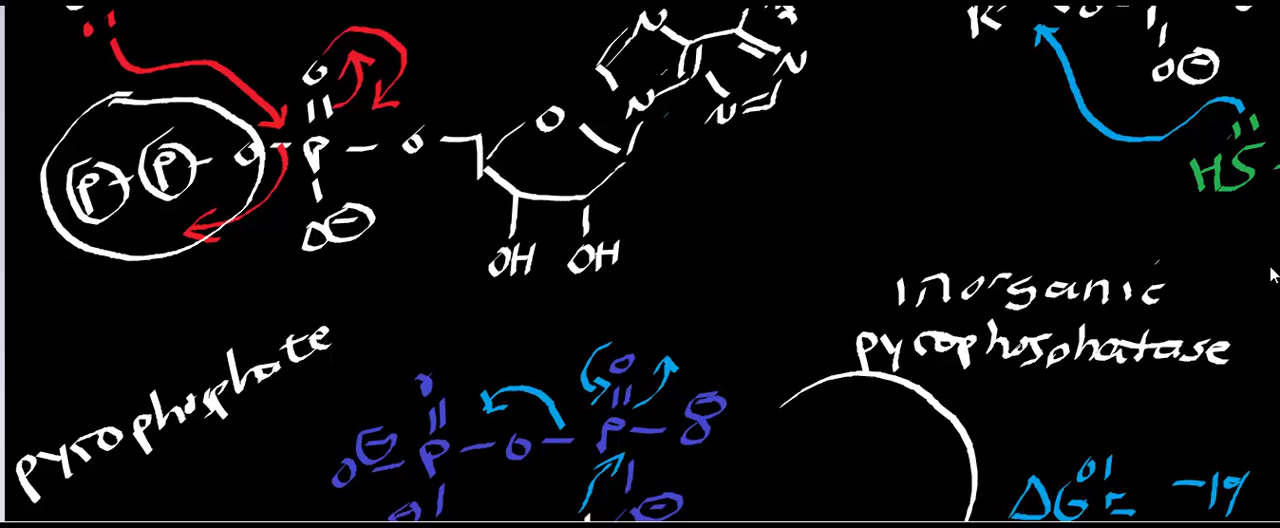 O
N
N
N
N
O
O⊖
P - P - O - P - O
HS
O⊖
OH OH
inorganic
pyrophosphatase
pyrophosphate
O
P - O - P
O⊖
ΔG°' = -19